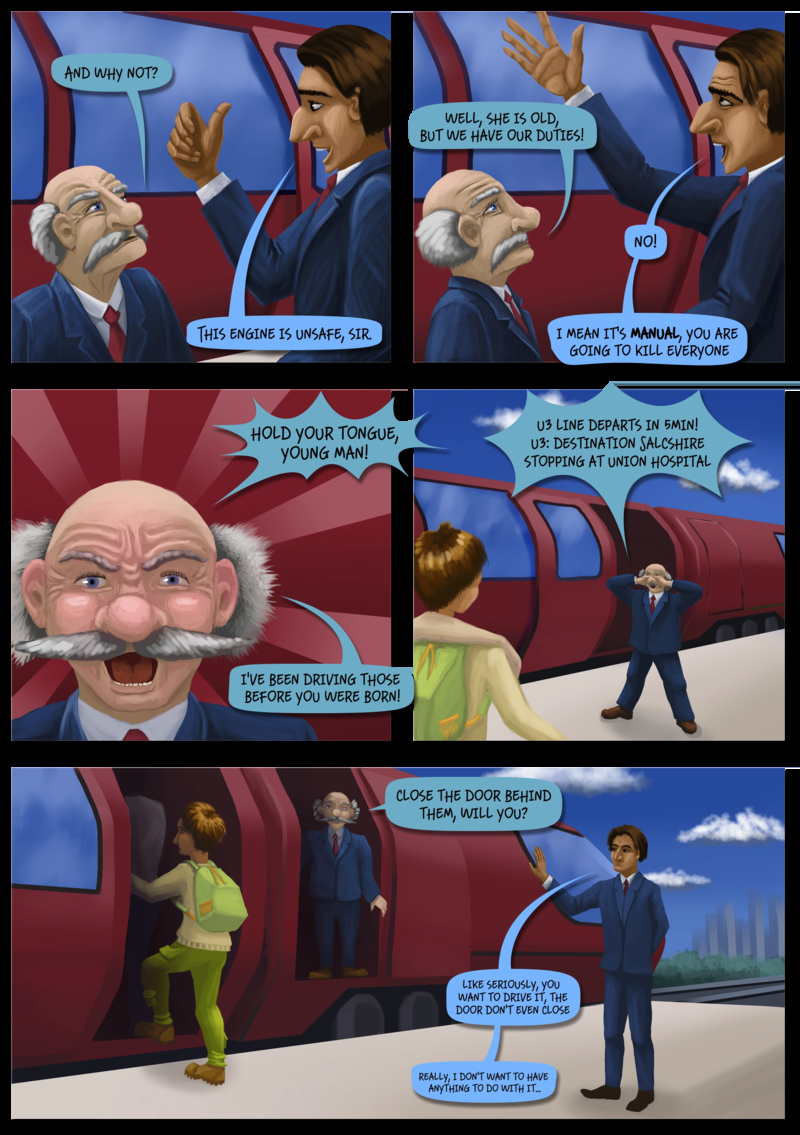 AND WHY NOT?
THIS ENGINE IS UNSAFE, SIR.
WELL, SHE IS OLD,
BUT WE HAVE OUR DUTIES!
NO!
I MEAN IT'S MANUAL, YOU ARE
GOING TO KILL EVERYONE
HOLD YOUR TONGUE,
YOUNG MAN!
I'VE BEEN DRIVING THOSE
BEFORE YOU WERE BORN!
U3 LINE DEPARTS IN 5MIN!
U3: DESTINATION SALCSHIRE
STOPPING AT UNION HOSPITAL
CLOSE THE DOOR BEHIND
THEM, WILL YOU?
LIKE SERIOUSLY, YOU
WANT TO DRIVE IT, THE
DOOR DON'T EVEN CLOSE
REALLY, I DON'T WANT TO HAVE
ANYTHING TO DO WITH IT...